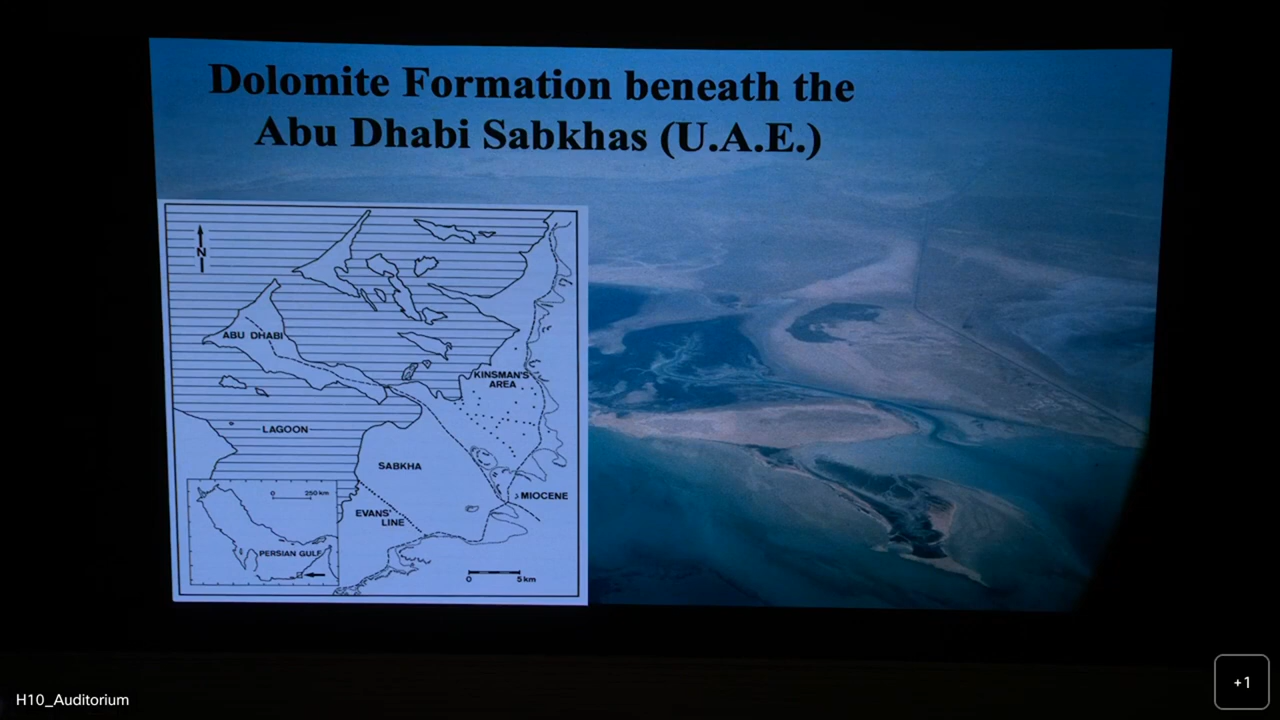 Dolomite Formation beneath the
Abu Dhabi Sabkhas (U.A.E.)
N
ABU DHABI
KINSMAN'S
AREA
LAGOON
SABKHA
MIOCENE
EVANS'
LINE
0 250 km
PERSIAN GULF
0 5 km
H10_Auditorium
+1